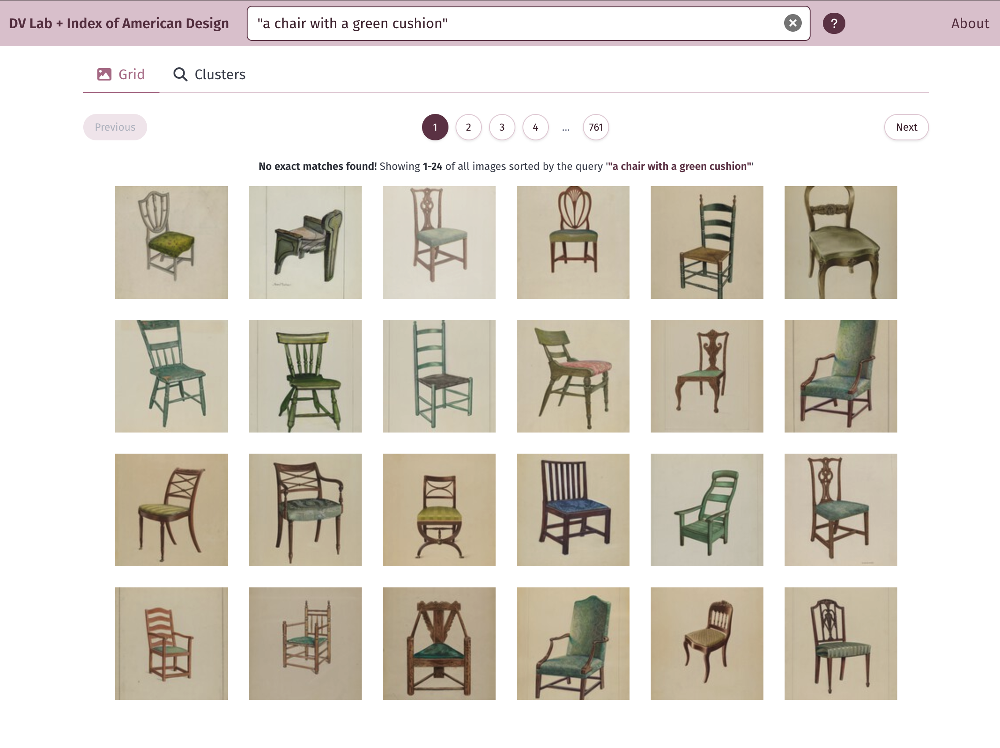 DV Lab + Index of American Design
"a chair with a green cushion"
?
About
Grid
Clusters
Previous
1
2
3
4
...
761
Next
No exact matches found! Showing 1-24 of all images sorted by the query '"a chair with a green cushion"'